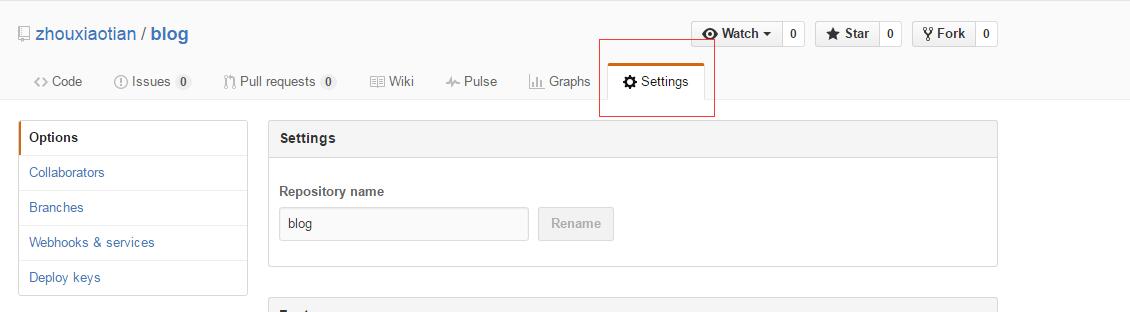 zhouxiaotian / blog
Watch 0 Star 0 Fork 0
Code Issues 0 Pull requests 0 Wiki Pulse Graphs Settings
Options
Collaborators
Branches
Webhooks & services
Deploy keys
Settings
Repository name
blog Rename